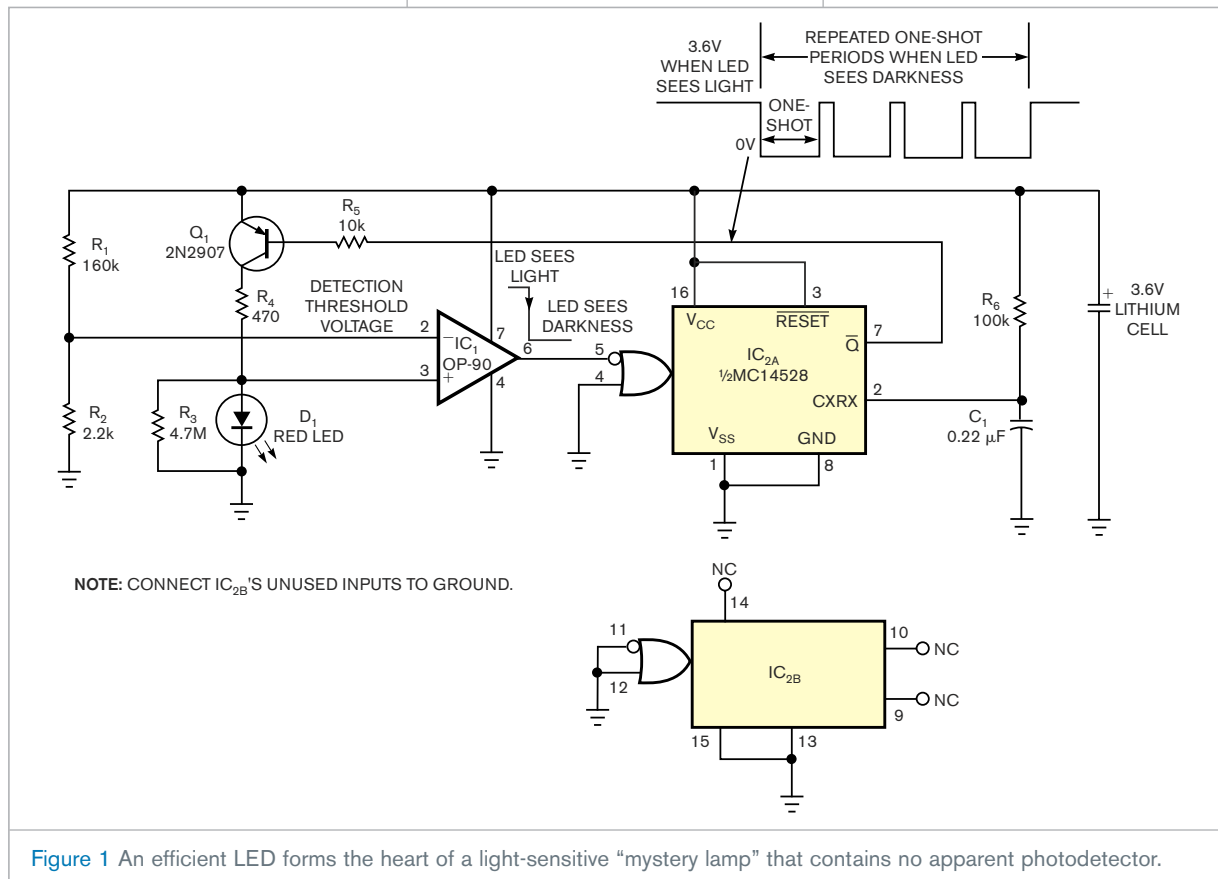 3.6V
WHEN LED
SEES LIGHT
REPEATED ONE-SHOT
PERIODS WHEN LED
SEES DARKNESS
ONE-
SHOT
0V
R1
160k
Q1
2N2907
R5
10k
R4
470
DETECTION
THRESHOLD
VOLTAGE
LED SEES
LIGHT
LED SEES
DARKNESS
2
−
IC1
OP-90
3
+
7
6
4
5
4
16
3
VCC
RESET
IC2A
½MC14528
7
Q
CXRX
2
VSS
GND
1
8
R6
100k
C1
0.22 µF
+
3.6V
LITHIUM
CELL
R2
2.2k
R3
4.7M
D1
RED LED
NOTE: CONNECT IC2B'S UNUSED INPUTS TO GROUND.
NC
14
11
12
IC2B
10
NC
NC
9
15
13
Figure 1 An efficient LED forms the heart of a light-sensitive “mystery lamp” that contains no apparent photodetector.